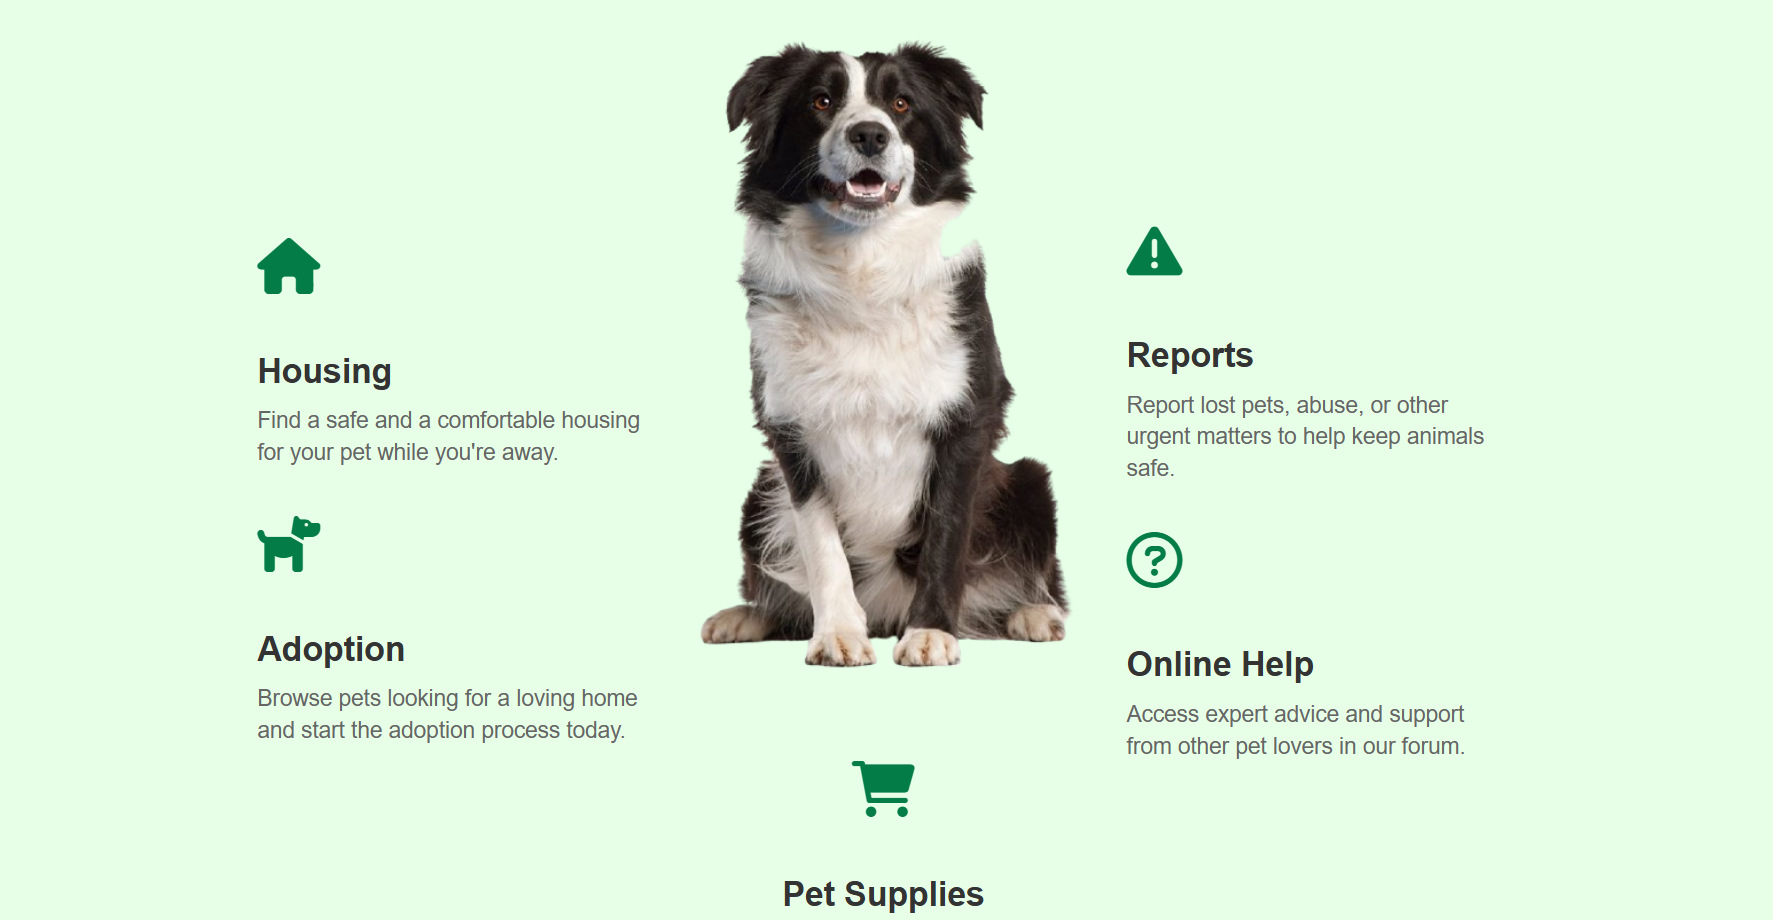 Housing
Find a safe and a comfortable housing
for your pet while you're away.
Adoption
Browse pets looking for a loving home
and start the adoption process today.
Reports
Report lost pets, abuse, or other
urgent matters to help keep animals
safe.
Online Help
Access expert advice and support
from other pet lovers in our forum.
Pet Supplies